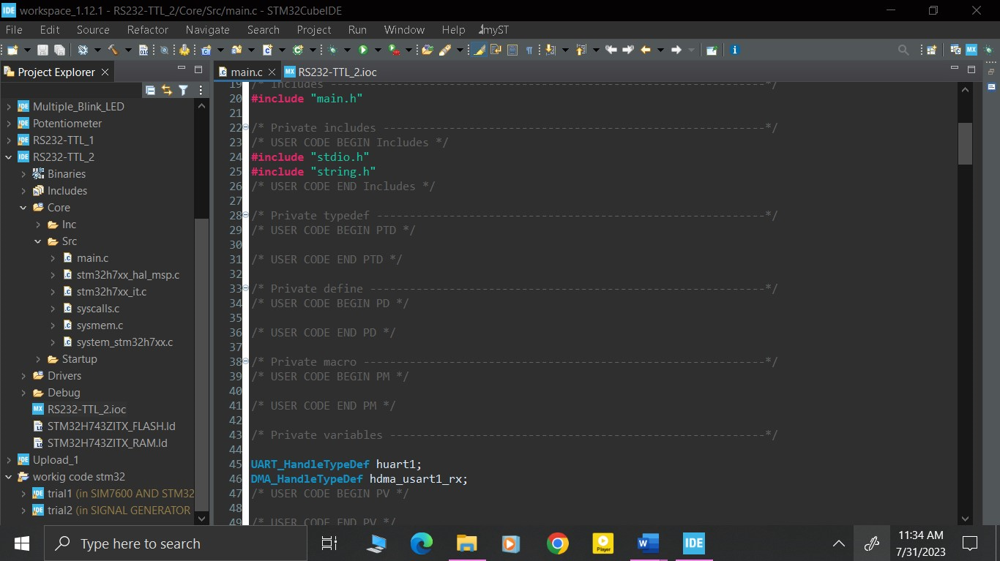 IDE workspace_1.12.1 - RS232-TTL_2/Core/Src/main.c - STM32CubeIDE
File Edit Source Refactor Navigate Search Project Run Window Help myST
Project Explorer
main.c
RS232-TTL_2.ioc
Multiple_Blink_LED
Potentiometer
RS232-TTL_1
RS232-TTL_2
Binaries
Includes
Core
Inc
Src
main.c
stm32h7xx_hal_msp.c
stm32h7xx_it.c
syscalls.c
sysmem.c
system_stm32h7xx.c
Startup
Drivers
Debug
RS232-TTL_2.ioc
STM32H743ZITX_FLASH.ld
STM32H743ZITX_RAM.ld
Upload_1
workig code stm32
trial1 (in SIM7600 AND STM32
trial2 (in SIGNAL GENERATOR
19 /* Includes ------------------------------------------------------------------*/
20 #include "main.h"
21
22 /* Private includes ----------------------------------------------------------*/
23 /* USER CODE BEGIN Includes */
24 #include "stdio.h"
25 #include "string.h"
26 /* USER CODE END Includes */
27
28 /* Private typedef -----------------------------------------------------------*/
29 /* USER CODE BEGIN PTD */
30
31 /* USER CODE END PTD */
32
33 /* Private define ------------------------------------------------------------*/
34 /* USER CODE BEGIN PD */
35
36 /* USER CODE END PD */
37
38 /* Private macro -------------------------------------------------------------*/
39 /* USER CODE BEGIN PM */
40
41 /* USER CODE END PM */
42
43 /* Private variables ---------------------------------------------------------*/
44
45 UART_HandleTypeDef huart1;
46 DMA_HandleTypeDef hdma_usart1_rx;
47 /* USER CODE BEGIN PV */
48
49 /* USER CODE END PV */
Type here to search
Player
IDE
11:34 AM
7/31/2023